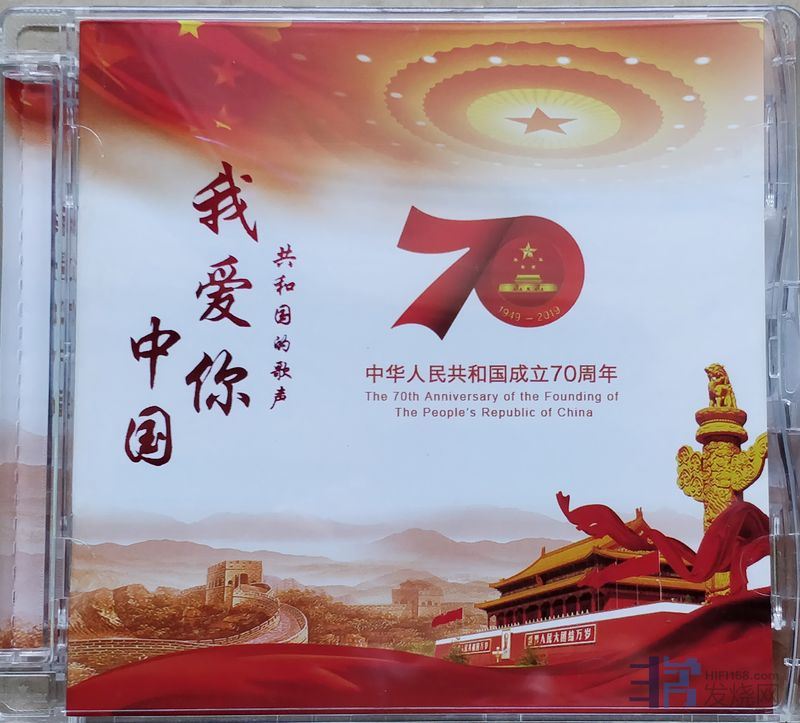 我爱你
中国
共和国的歌声
70
1949-2019
中华人民共和国成立70周年
The 70th Anniversary of the Founding of
The People's Republic of China
世界人民大团结万岁
HIFI168.com
发烧网